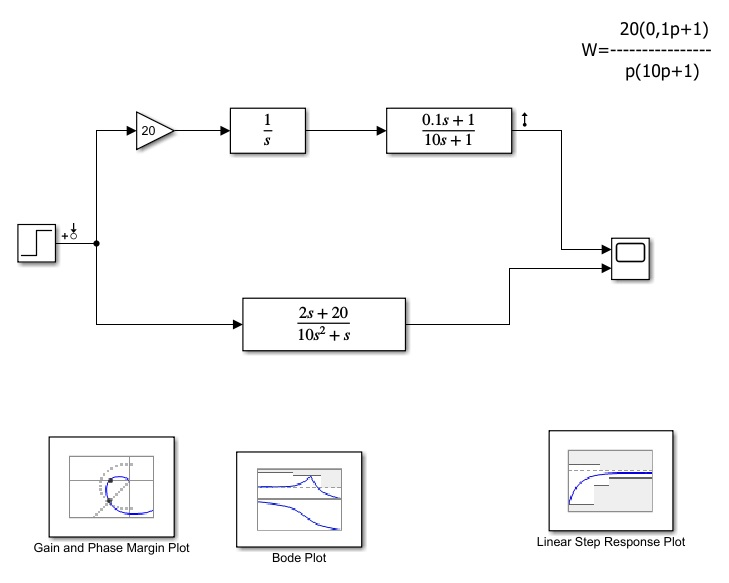 20(0,1p+1)
W=----------------
p(10p+1)
20
1
s
0.1s + 1
10s + 1
+
2s + 20
10s² + s
Gain and Phase Margin Plot
Bode Plot
Linear Step Response Plot